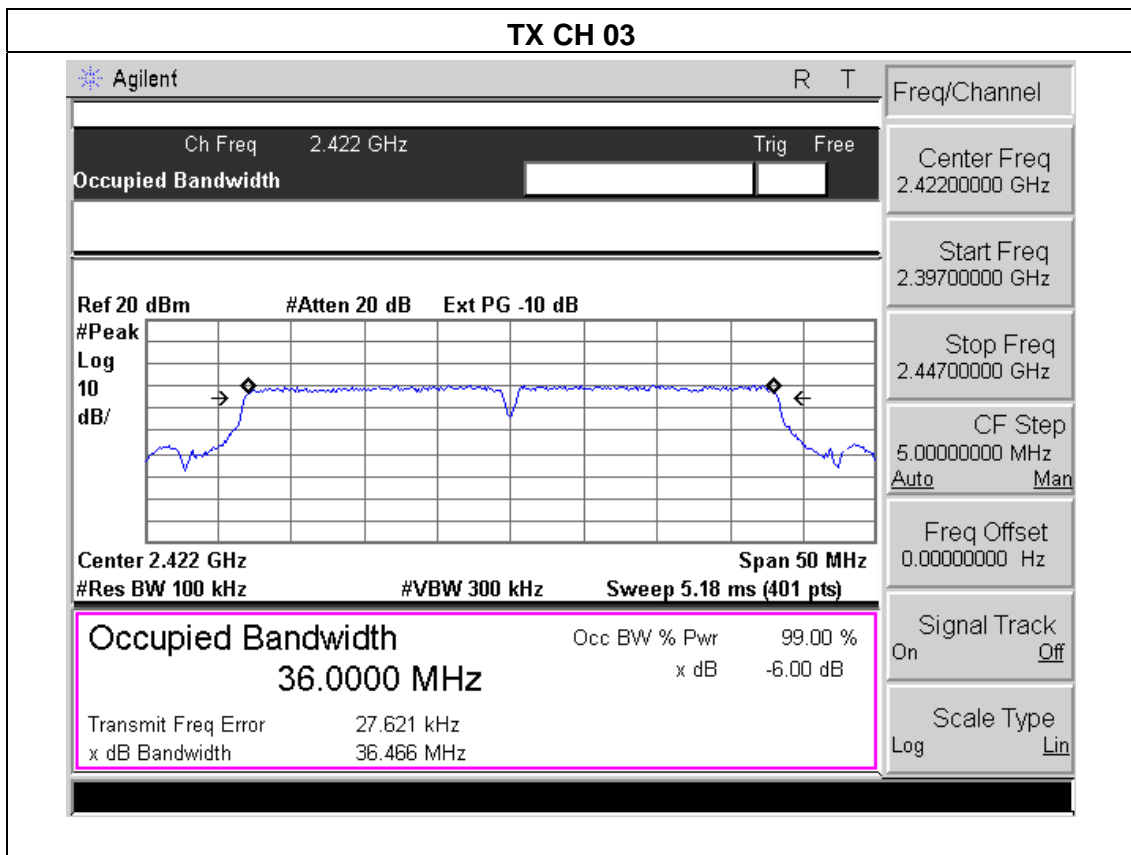 TX CH 03
Agilent R T
Ch Freq 2.422 GHz Trig Free
Occupied Bandwidth
Ref 20 dBm #Atten 20 dB Ext PG -10 dB
#Peak
Log
10
dB/
Center 2.422 GHz Span 50 MHz
#Res BW 100 kHz #VBW 300 kHz Sweep 5.18 ms (401 pts)
Occupied Bandwidth Occ BW % Pwr 99.00 %
36.0000 MHz x dB -6.00 dB
Transmit Freq Error 27.621 kHz
x dB Bandwidth 36.466 MHz
Freq/Channel
Center Freq
2.42200000 GHz
Start Freq
2.39700000 GHz
Stop Freq
2.44700000 GHz
CF Step
5.00000000 MHz
Auto Man
Freq Offset
0.00000000 Hz
Signal Track
On Off
Scale Type
Log Lin